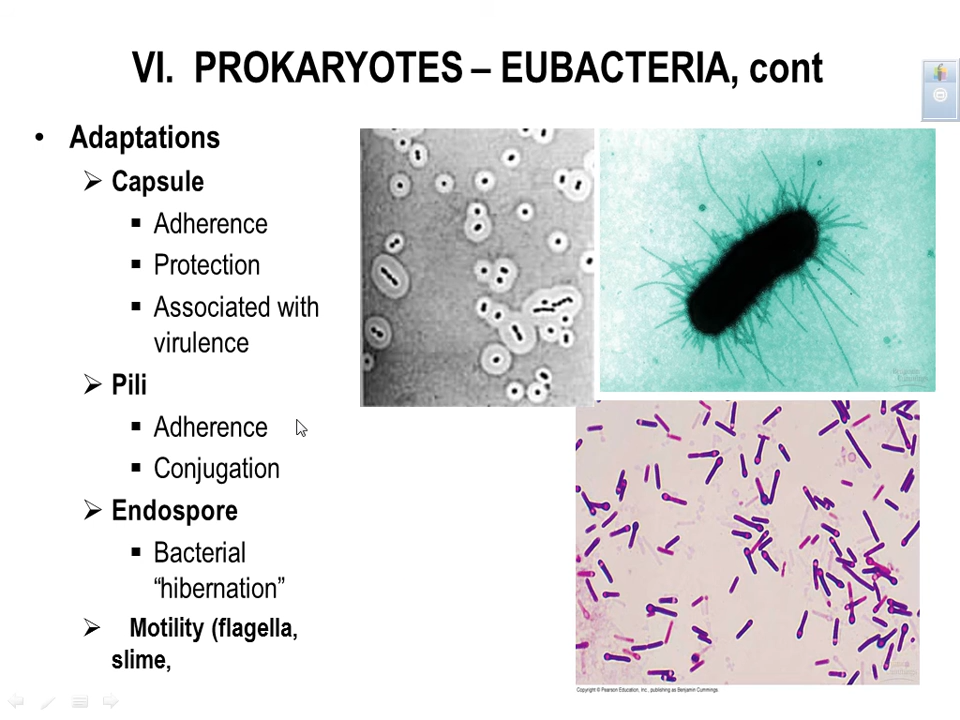 VI. PROKARYOTES – EUBACTERIA, cont
• Adaptations
➢ Capsule
▪ Adherence
▪ Protection
▪ Associated with
virulence
➢ Pili
▪ Adherence
▪ Conjugation
➢ Endospore
▪ Bacterial
“hibernation”
➢ Motility (flagella,
slime,
Copyright © Pearson Education, Inc., publishing as Benjamin Cummings